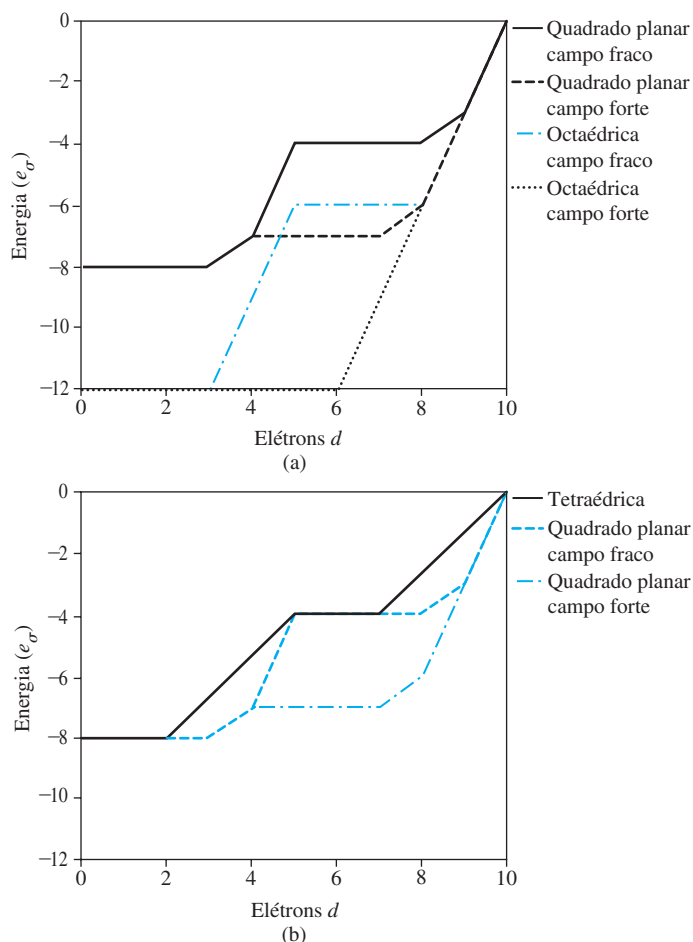 0
−2
−4
−6
−8
−10
−12
Energia (eσ)
0
2
4
6
8
10
Elétrons d
(a)
Quadrado planar
campo fraco
Quadrado planar
campo forte
Octaédrica
campo fraco
Octaédrica
campo forte
0
−2
−4
−6
−8
−10
−12
Energia (eσ)
0
2
4
6
8
10
Elétrons d
(b)
Tetraédrica
Quadrado planar
campo fraco
Quadrado planar
campo forte